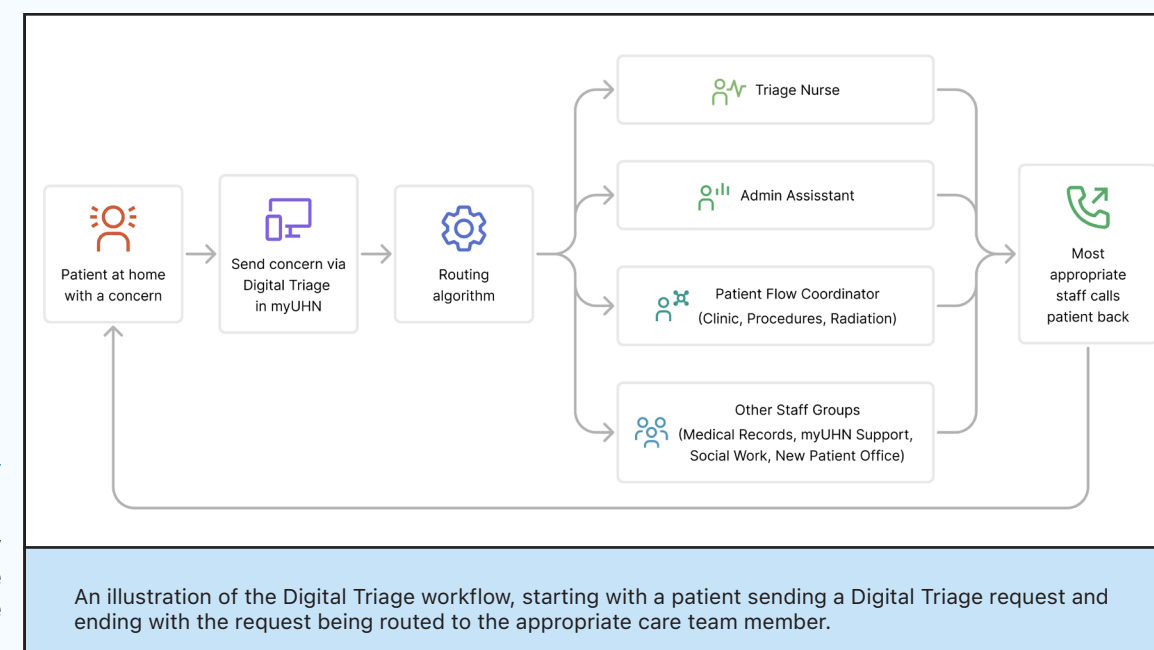 Patient at home
with a concern
Send concern via
Digital Triage
in myUHN
Routing
algorithm
Triage Nurse
Admin Assisstant
Patient Flow Coordinator
(Clinic, Procedures, Radiation)
Other Staff Groups
(Medical Records, myUHN Support,
Social Work, New Patient Office)
Most
appropriate
staff calls
patient back
An illustration of the Digital Triage workflow, starting with a patient sending a Digital Triage request and
ending with the request being routed to the appropriate care team member.